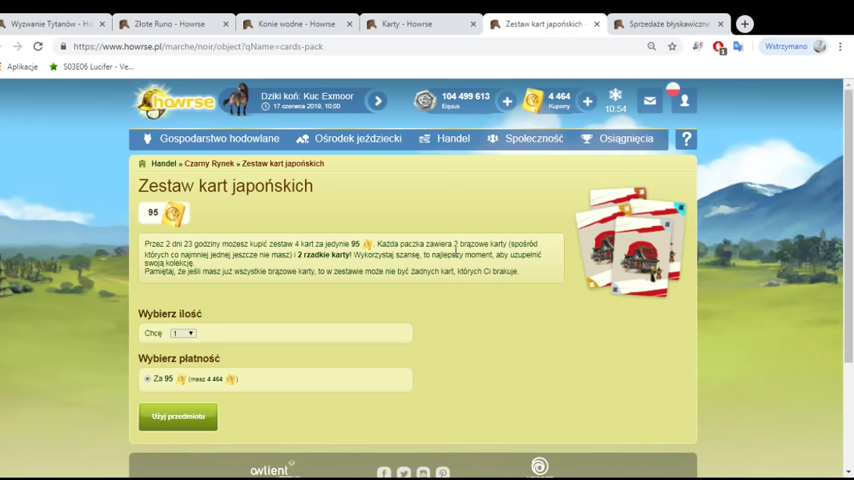 Wyzwanie Tytanów - How
Złote Runo - Howrse
Konie wodne - Howrse
Karty - Howrse
Zestaw kart japońskich -
Sprzedaże błyskawiczne
https://www.howrse.pl/marche/noir/object?qName=cards-pack
Wstrzymano
Aplikacje
S03E06 Lucifer - Ve...
howrse
Dziki koń: Kuc Exmoor
17 czerwca 2019, 10:00
104 499 613
Equus
4 464
Kupony
10:54
Gospodarstwo hodowlane
Ośrodek jeździecki
Handel
Społeczność
Osiągnięcia
?
Handel » Czarny Rynek » Zestaw kart japońskich
Zestaw kart japońskich
95
Przez 2 dni 23 godziny możesz kupić zestaw 4 kart za jedynie 95 . Każda paczka zawiera 2 brązowe karty (spośród
których co najmniej jednej jeszcze nie masz) i 2 rzadkie karty! Wykorzystaj szansę, to najlepszy moment, aby uzupełnić
swoją kolekcję.
Pamiętaj, że jeśli masz już wszystkie brązowe karty, to w zestawie może nie być żadnych kart, których Ci brakuje.
Wybierz ilość
Chcę 1
Wybierz płatność
Za 95 (masz 4 464 )
Użyj przedmiotu
owlient